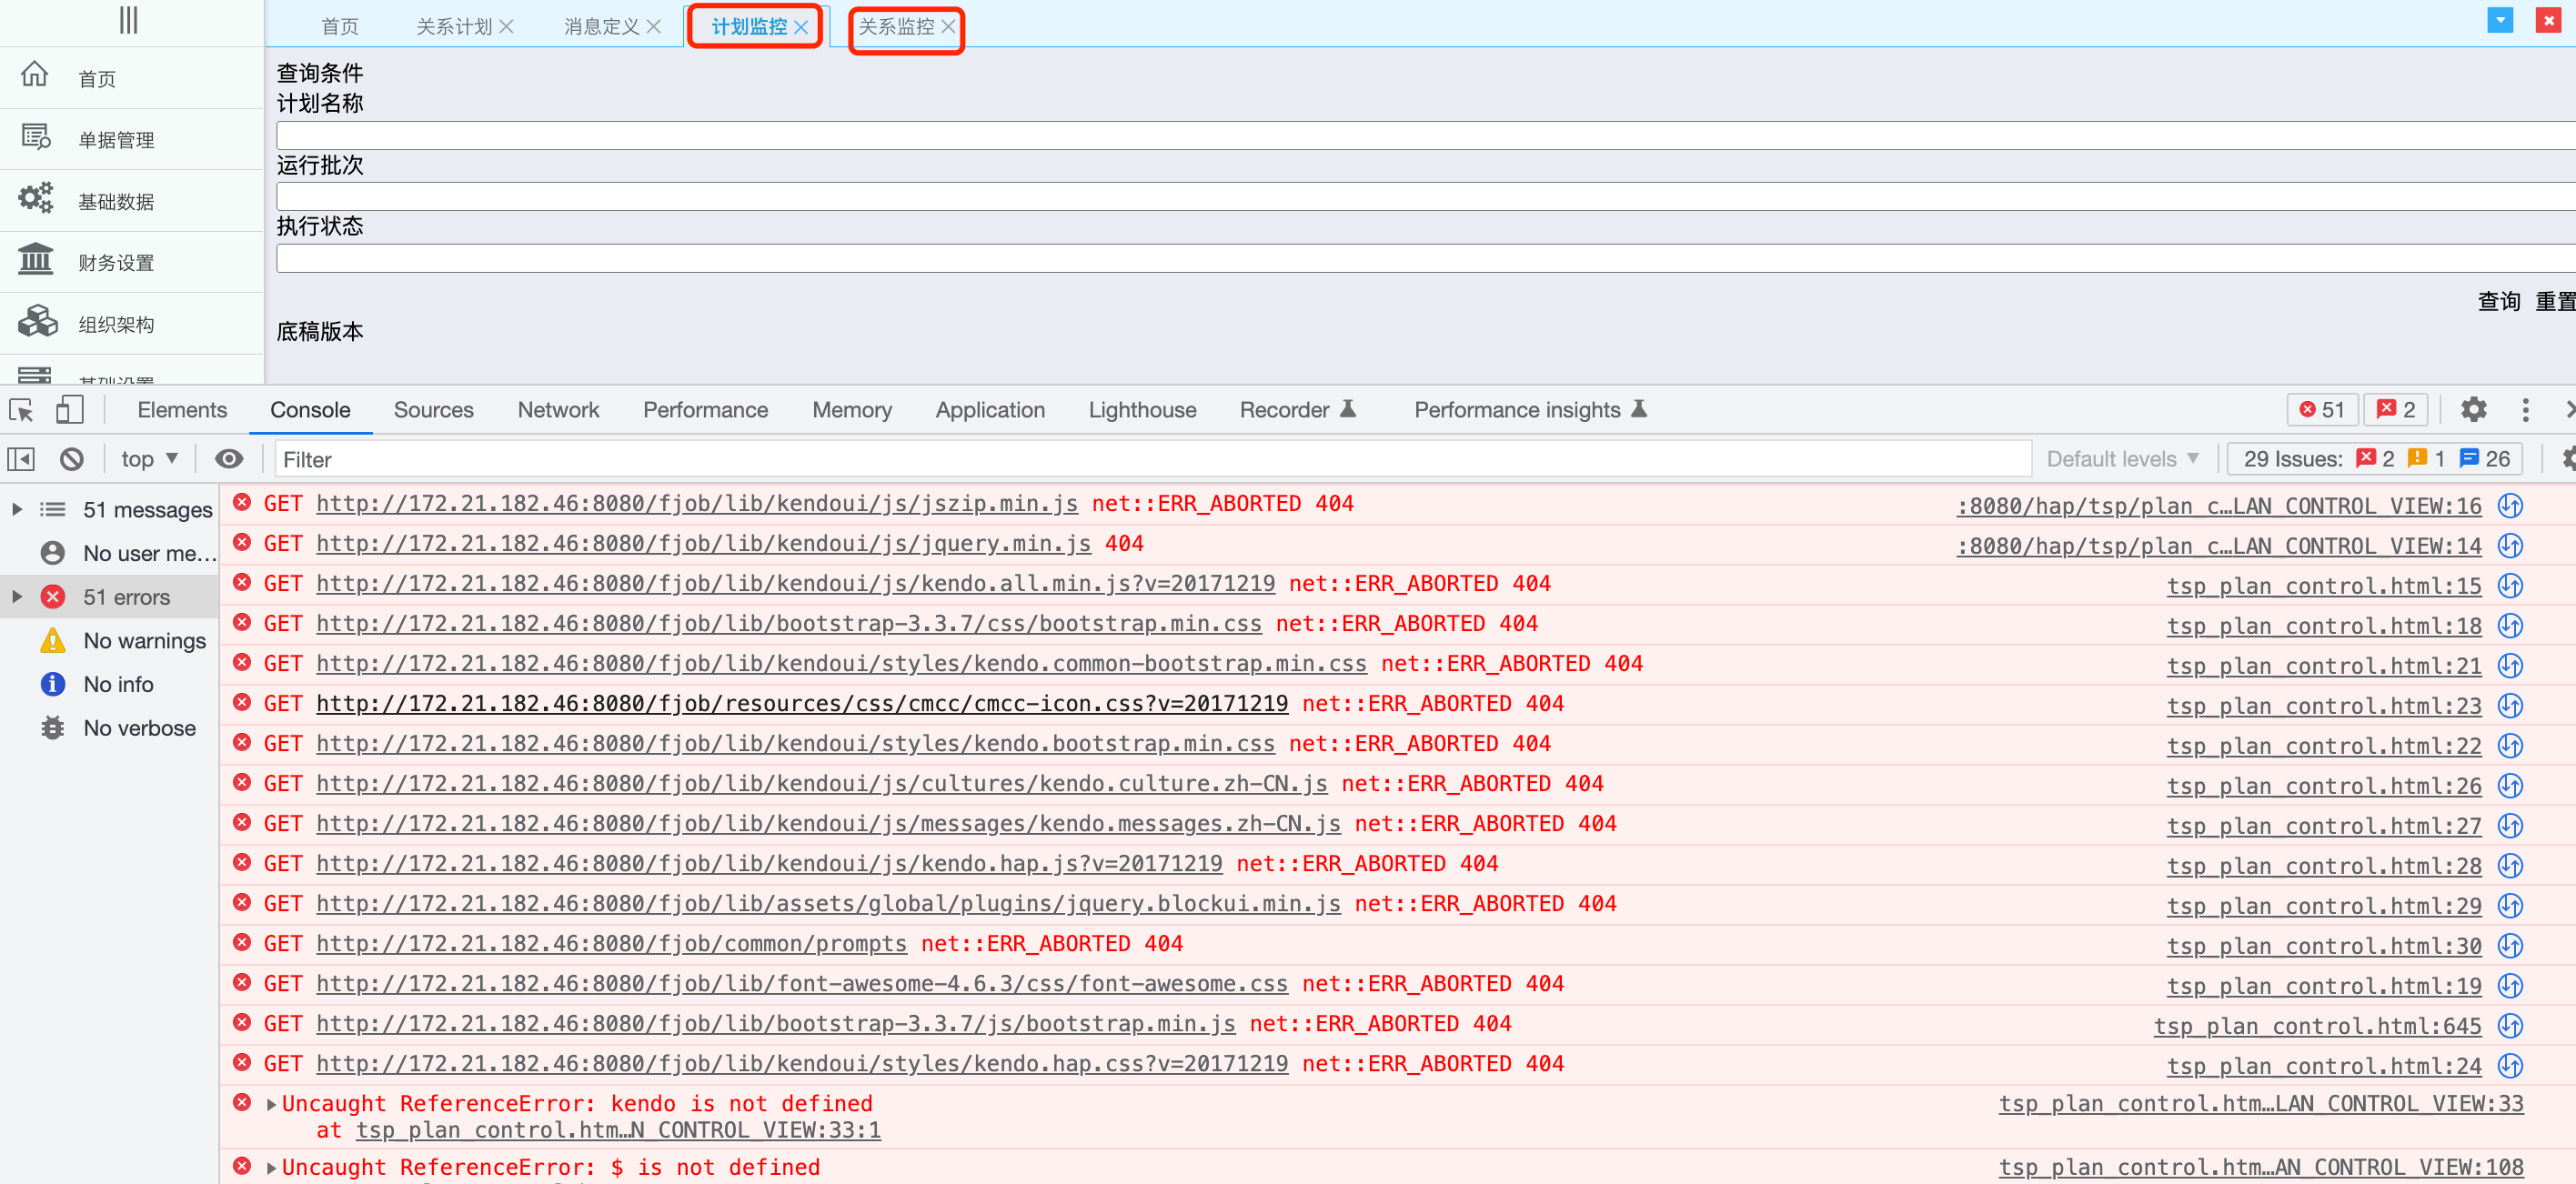 首页 关系计划 消息定义 计划监控 关系监控
首页
单据管理
基础数据
财务设置
组织架构
基础设置
查询条件
计划名称
运行批次
执行状态
查询 重置
底稿版本
Elements Console Sources Network Performance Memory Application Lighthouse Recorder Performance insights 51 2
top Filter Default levels 29 Issues: 2 1 26
51 messages
No user me...
51 errors
No warnings
No info
No verbose
GET http://172.21.182.46:8080/fjob/lib/kendoui/js/jszip.min.js net::ERR_ABORTED 404 :8080/hap/tsp/plan_c…LAN_CONTROL_VIEW:16
GET http://172.21.182.46:8080/fjob/lib/kendoui/js/jquery.min.js 404 :8080/hap/tsp/plan_c…LAN_CONTROL_VIEW:14
GET http://172.21.182.46:8080/fjob/lib/kendoui/js/kendo.all.min.js?v=20171219 net::ERR_ABORTED 404 tsp_plan_control.html:15
GET http://172.21.182.46:8080/fjob/lib/bootstrap-3.3.7/css/bootstrap.min.css net::ERR_ABORTED 404 tsp_plan_control.html:18
GET http://172.21.182.46:8080/fjob/lib/kendoui/styles/kendo.common-bootstrap.min.css net::ERR_ABORTED 404 tsp_plan_control.html:21
GET http://172.21.182.46:8080/fjob/resources/css/cmcc/cmcc-icon.css?v=20171219 net::ERR_ABORTED 404 tsp_plan_control.html:23
GET http://172.21.182.46:8080/fjob/lib/kendoui/styles/kendo.bootstrap.min.css net::ERR_ABORTED 404 tsp_plan_control.html:22
GET http://172.21.182.46:8080/fjob/lib/kendoui/js/cultures/kendo.culture.zh-CN.js net::ERR_ABORTED 404 tsp_plan_control.html:26
GET http://172.21.182.46:8080/fjob/lib/kendoui/js/messages/kendo.messages.zh-CN.js net::ERR_ABORTED 404 tsp_plan_control.html:27
GET http://172.21.182.46:8080/fjob/lib/kendoui/js/kendo.hap.js?v=20171219 net::ERR_ABORTED 404 tsp_plan_control.html:28
GET http://172.21.182.46:8080/fjob/lib/assets/global/plugins/jquery.blockui.min.js net::ERR_ABORTED 404 tsp_plan_control.html:29
GET http://172.21.182.46:8080/fjob/common/prompts net::ERR_ABORTED 404 tsp_plan_control.html:30
GET http://172.21.182.46:8080/fjob/lib/font-awesome-4.6.3/css/font-awesome.css net::ERR_ABORTED 404 tsp_plan_control.html:19
GET http://172.21.182.46:8080/fjob/lib/bootstrap-3.3.7/js/bootstrap.min.js net::ERR_ABORTED 404 tsp_plan_control.html:645
GET http://172.21.182.46:8080/fjob/lib/kendoui/styles/kendo.hap.css?v=20171219 net::ERR_ABORTED 404 tsp_plan_control.html:24
Uncaught ReferenceError: kendo is not defined tsp_plan_control.htm…LAN_CONTROL_VIEW:33
at tsp_plan_control.htm…N_CONTROL_VIEW:33:1
Uncaught ReferenceError: $ is not defined tsp_plan_control.htm…AN_CONTROL_VIEW:108